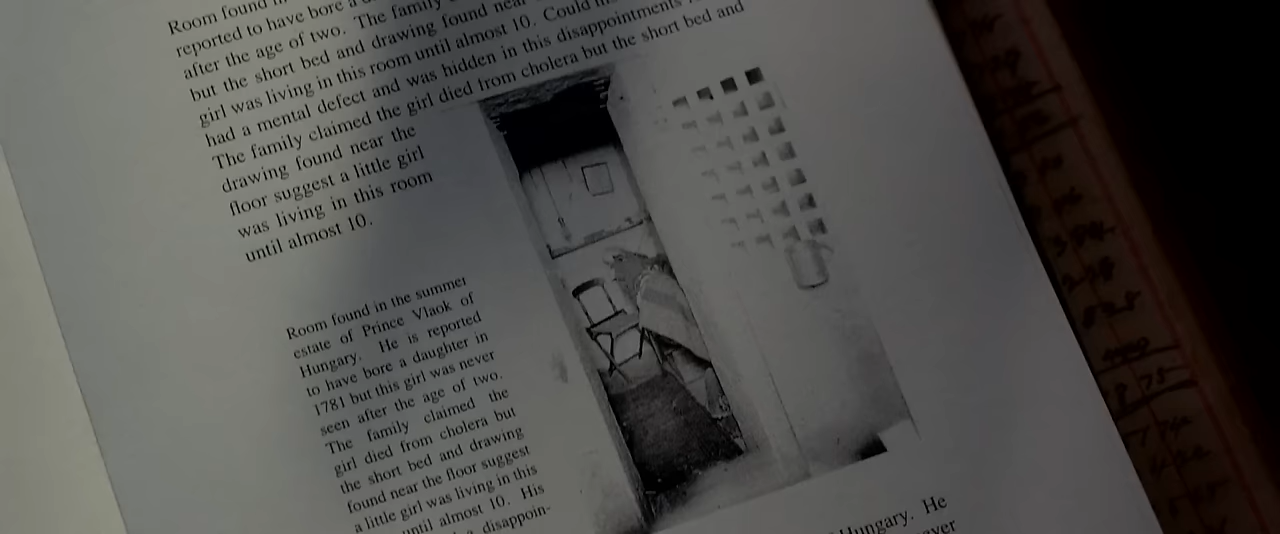 Room found in
reported to have bore a
after the age of two. The family
but the short bed and drawing found near
girl was living in this room until almost 10. Could
had a mental defect and was hidden in this disappointments
The family claimed the girl died from cholera but the short bed and
drawing found near the
floor suggest a little girl
was living in this room
until almost 10.
Room found in the summer
estate of Prince Vlaok of
Hungary. He is reported
to have bore a daughter in
1781 but this girl was never
seen after the age of two.
The family claimed the
girl died from cholera but
the short bed and drawing
found near the floor suggest
a little girl was living in this
until almost 10. His
a disappoin-
Hungary. He